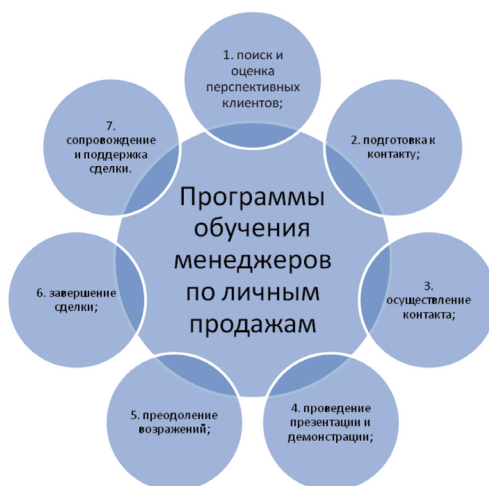 1. поиск и
оценка
перспективных
клиентов;
2. подготовка к
контакту;
3.
осуществление
контакта;
4. проведение
презентации и
демонстрации;
5. преодоление
возражений;
6. завершение
сделки;
7.
сопровождение
и поддержка
сделки.
Программы
обучения
менеджеров
по личным
продажам